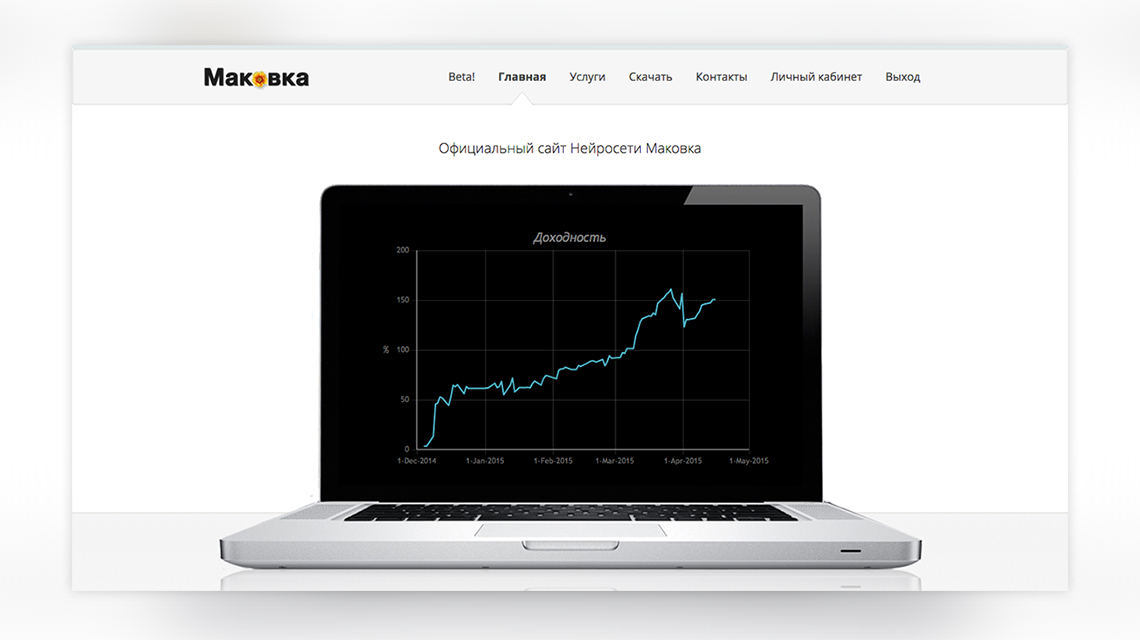 Маковка
Beta! Главная Услуги Скачать Контакты Личный кабинет Выход
Официальный сайт Нейросети Маковка
Доходность
200
150
% 100
50
0
1-Dec-2014 1-Jan-2015 1-Feb-2015 1-Mar-2015 1-Apr-2015 1-May-2015